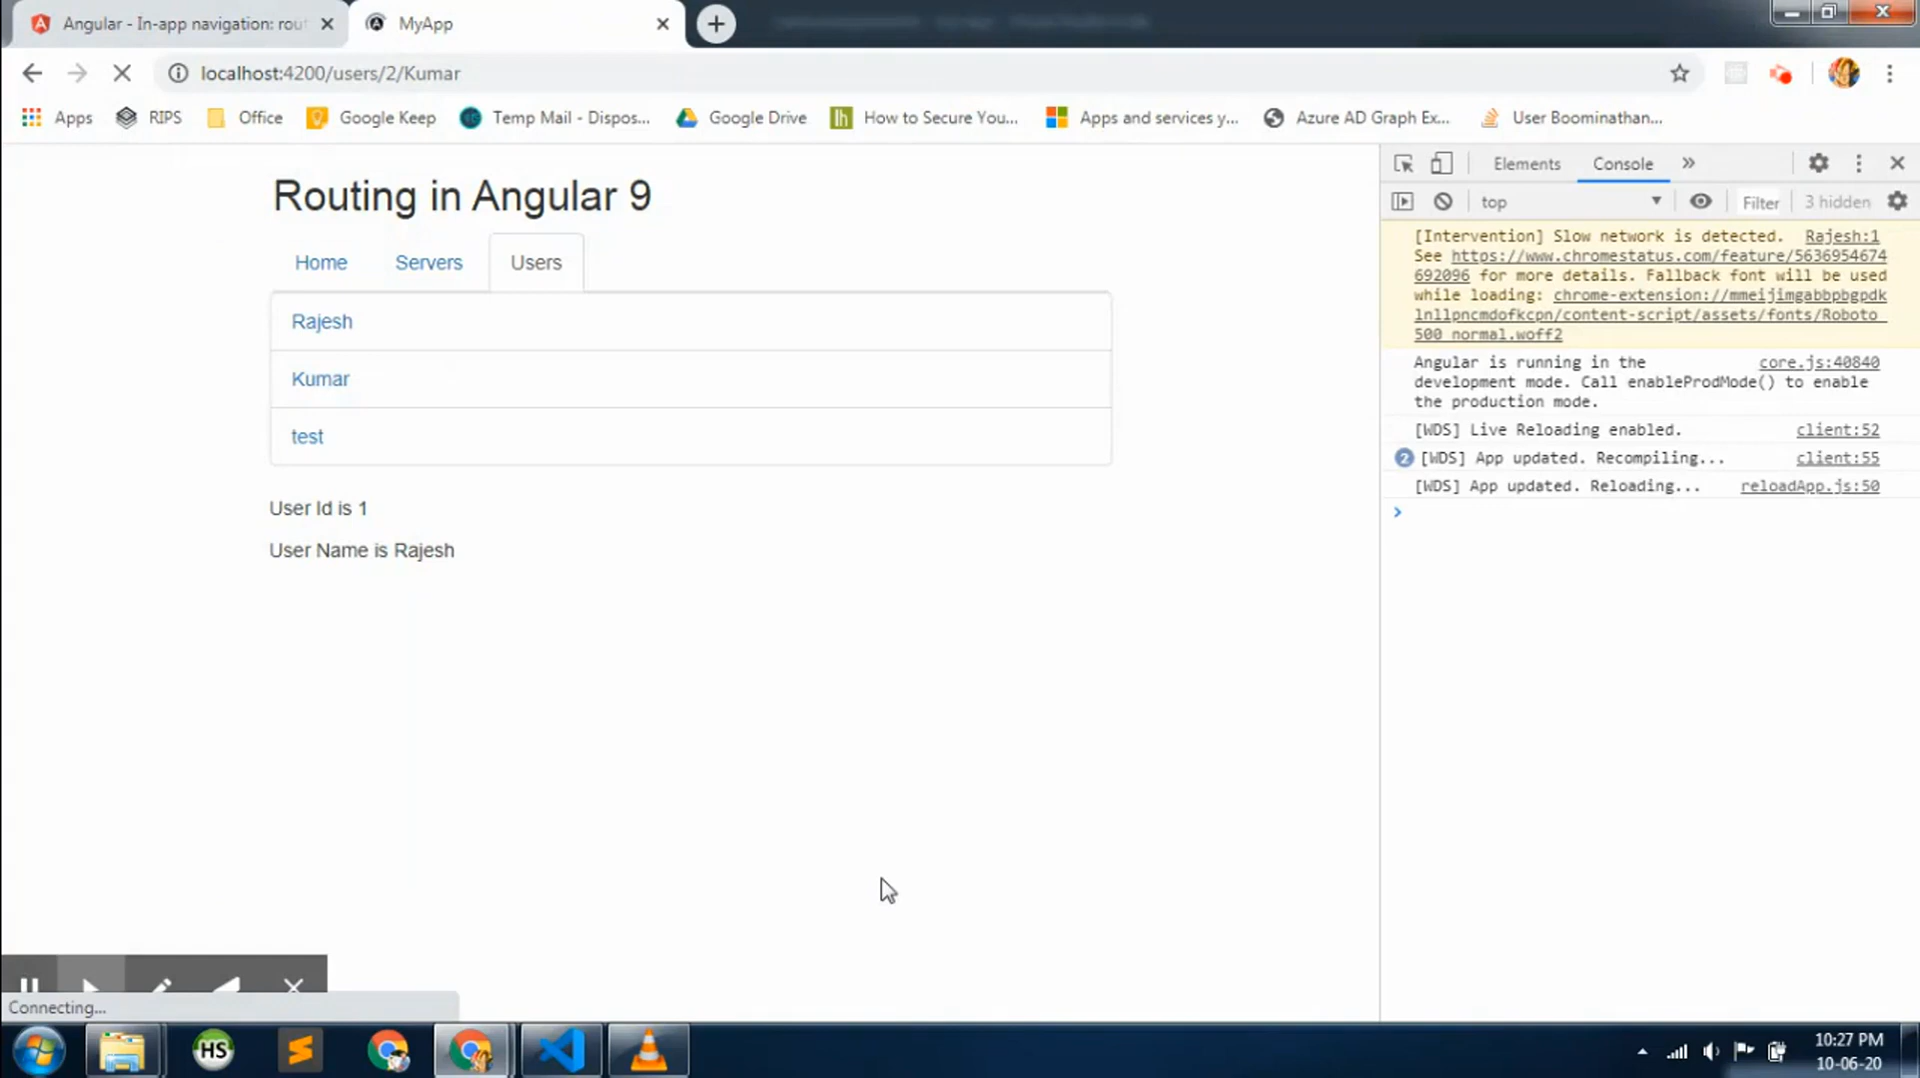 Angular - In-app navigation: rout
MyApp
localhost:4200/users/2/Kumar
Apps
RIPS
Office
Google Keep
Temp Mail - Dispos...
Google Drive
How to Secure You...
Apps and services y...
Azure AD Graph Ex...
User Boominathan...
Routing in Angular 9
Home
Servers
Users
Rajesh
Kumar
test
User Id is 1
User Name is Rajesh
Elements
Console
top
Filter
3 hidden
[Intervention] Slow network is detected. Rajesh:1
See https://www.chromestatus.com/feature/5636954674
692096 for more details. Fallback font will be used
while loading: chrome-extension://mmeijimgabbpbgpdk
lnllpncmdofkcpn/content-script/assets/fonts/Roboto
500 normal.woff2
Angular is running in the core.js:40840
development mode. Call enableProdMode() to enable
the production mode.
[WDS] Live Reloading enabled. client:52
2 [WDS] App updated. Recompiling... client:55
[WDS] App updated. Reloading... reloadApp.js:50
Connecting...
HS
10:27 PM
10-06-20